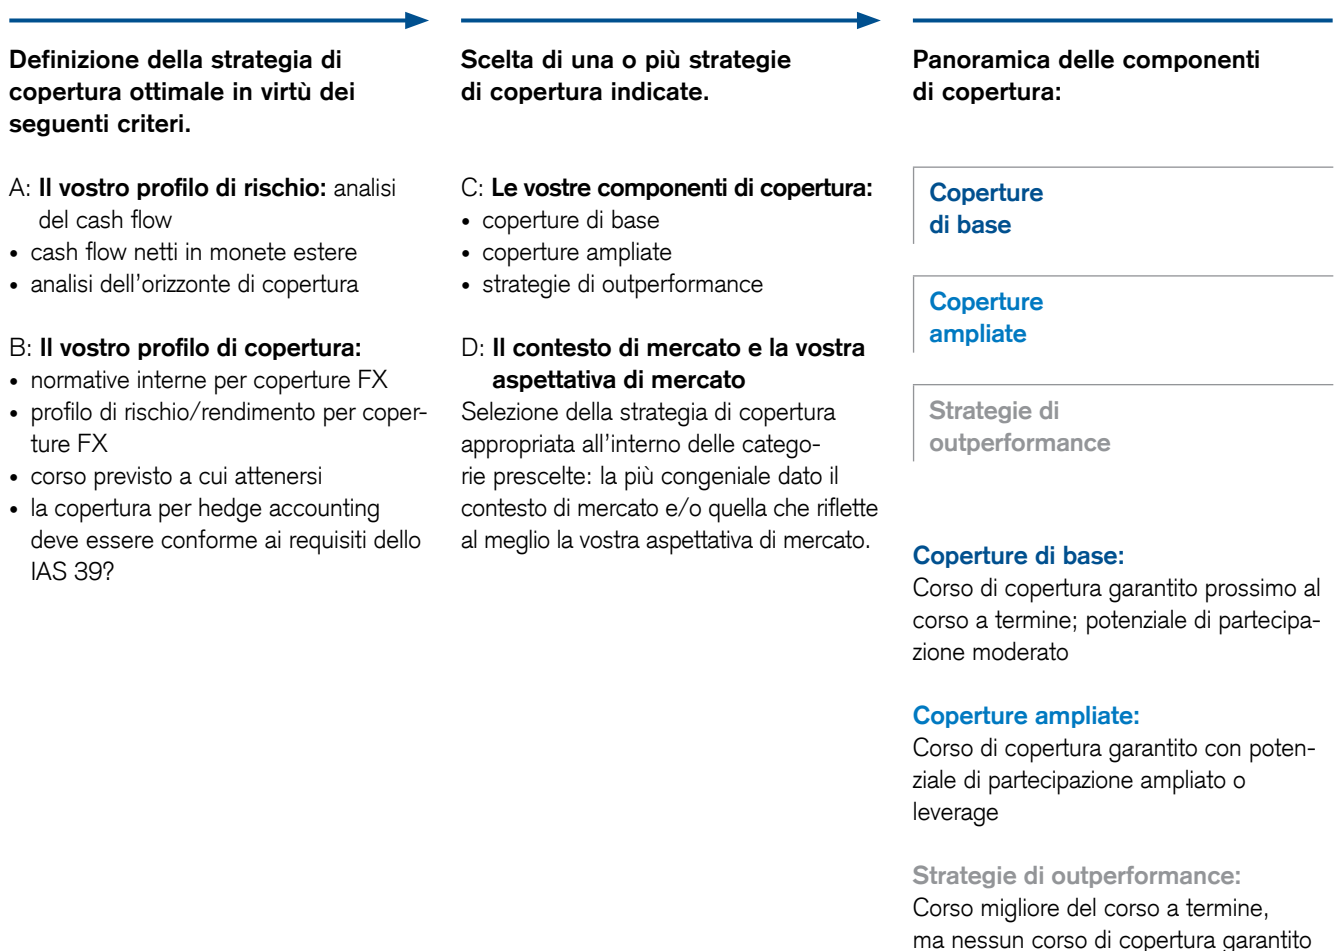 Definizione della strategia di
copertura ottimale in virtù dei
seguenti criteri.
A: Il vostro profilo di rischio: analisi
del cash flow
• cash flow netti in monete estere
• analisi dell'orizzonte di copertura
B: Il vostro profilo di copertura:
• normative interne per coperture FX
• profilo di rischio/rendimento per coper-
ture FX
• corso previsto a cui attenersi
• la copertura per hedge accounting
deve essere conforme ai requisiti dello
IAS 39?
Scelta di una o più strategie
di copertura indicate.
C: Le vostre componenti di copertura:
• coperture di base
• coperture ampliate
• strategie di outperformance
D: Il contesto di mercato e la vostra
aspettativa di mercato
Selezione della strategia di copertura
appropriata all'interno delle catego-
rie prescelte: la più congeniale dato il
contesto di mercato e/o quella che riflette
al meglio la vostra aspettativa di mercato.
Panoramica delle componenti
di copertura:
Coperture
di base
Coperture
ampliate
Strategie di
outperformance
Coperture di base:
Corso di copertura garantito prossimo al
corso a termine; potenziale di partecipa-
zione moderato
Coperture ampliate:
Corso di copertura garantito con poten-
ziale di partecipazione ampliato o
leverage
Strategie di outperformance:
Corso migliore del corso a termine,
ma nessun corso di copertura garantito